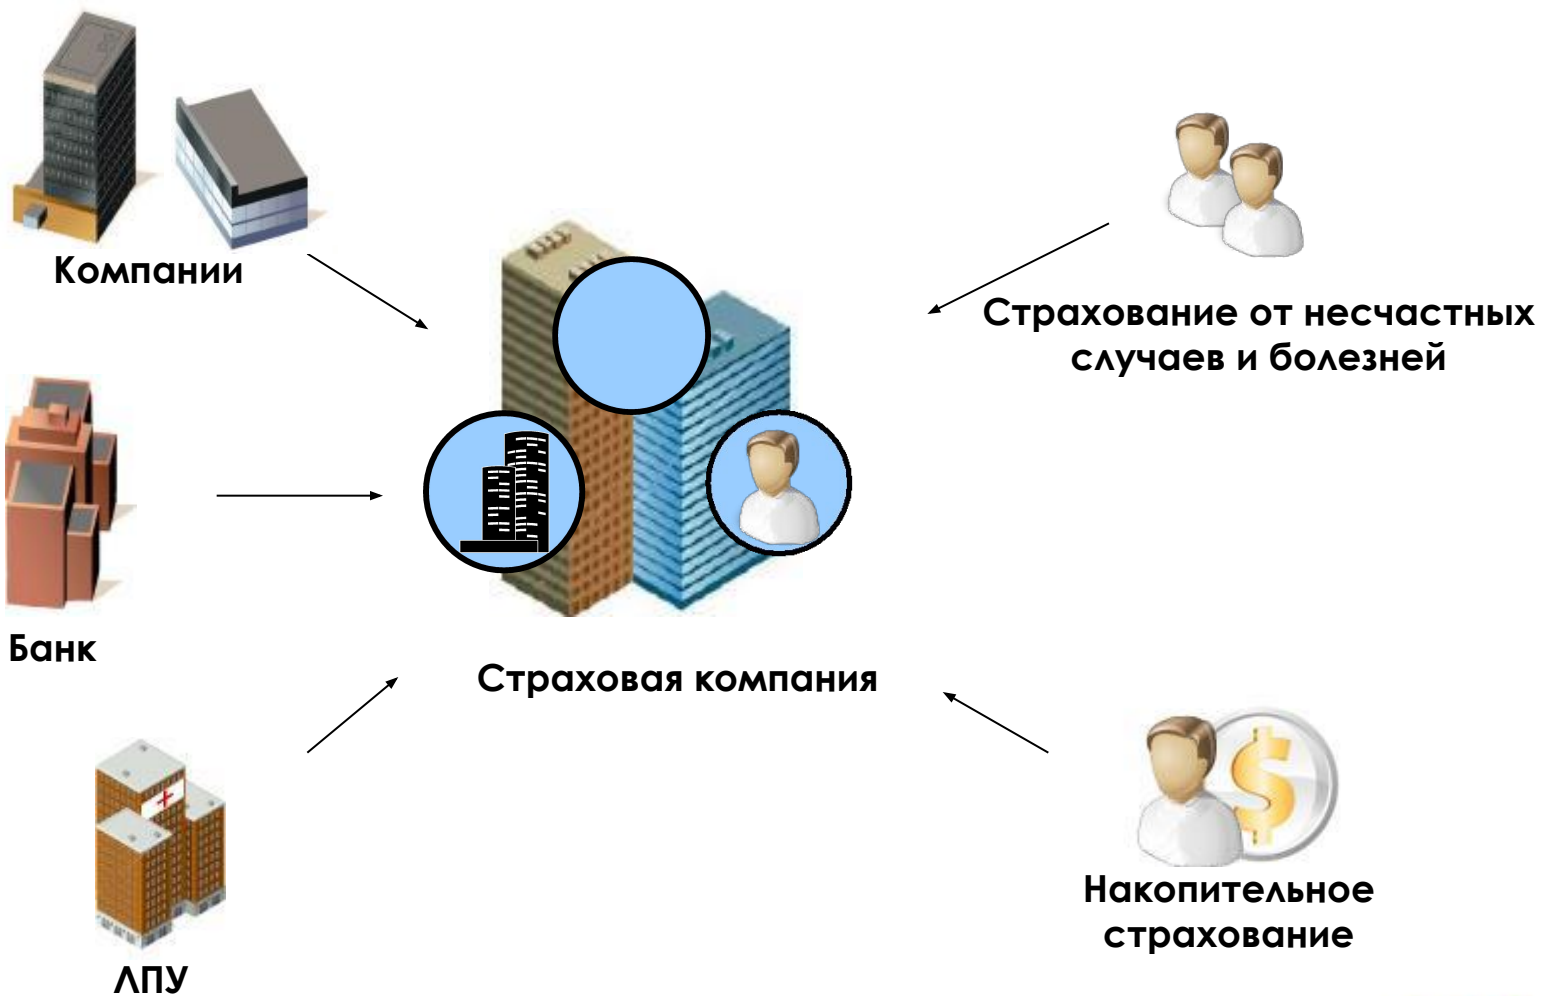 Компании
Страхование от несчастных
случаев и болезней
Банк
Страховая компания
Накопительное
страхование
ЛПУ